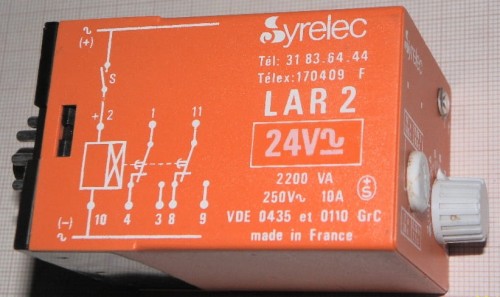 Syrelec
Tél: 31 83.64.44
Télex:170409 F
LAR 2
24V≂
2200 VA
250V~ 10A
VDE 0435 et 0110 GrC
made in France
~
(+)
S
+ 2
1
11
(−)
~
10
4
3
8
9
S